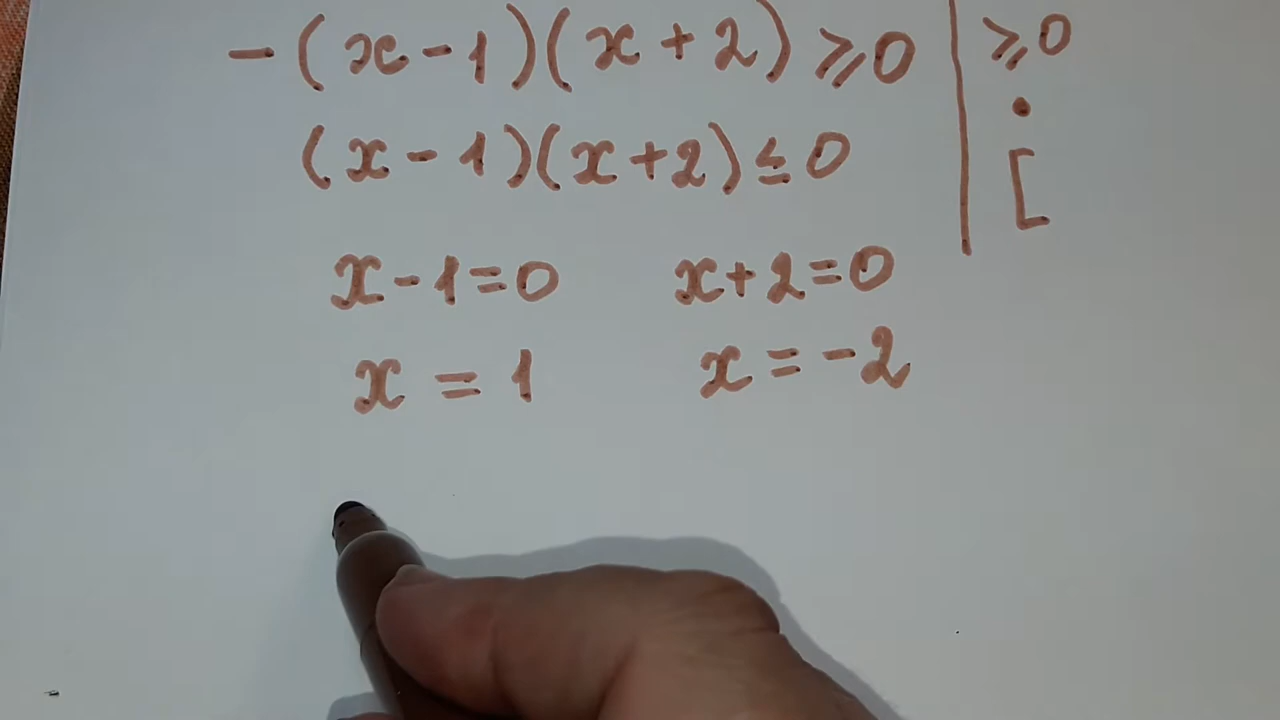 -(x-1)(x+2)⩾0
(x-1)(x+2)≤0
x-1=0 x+2=0
x=1 x=-2
⩾0
•
[